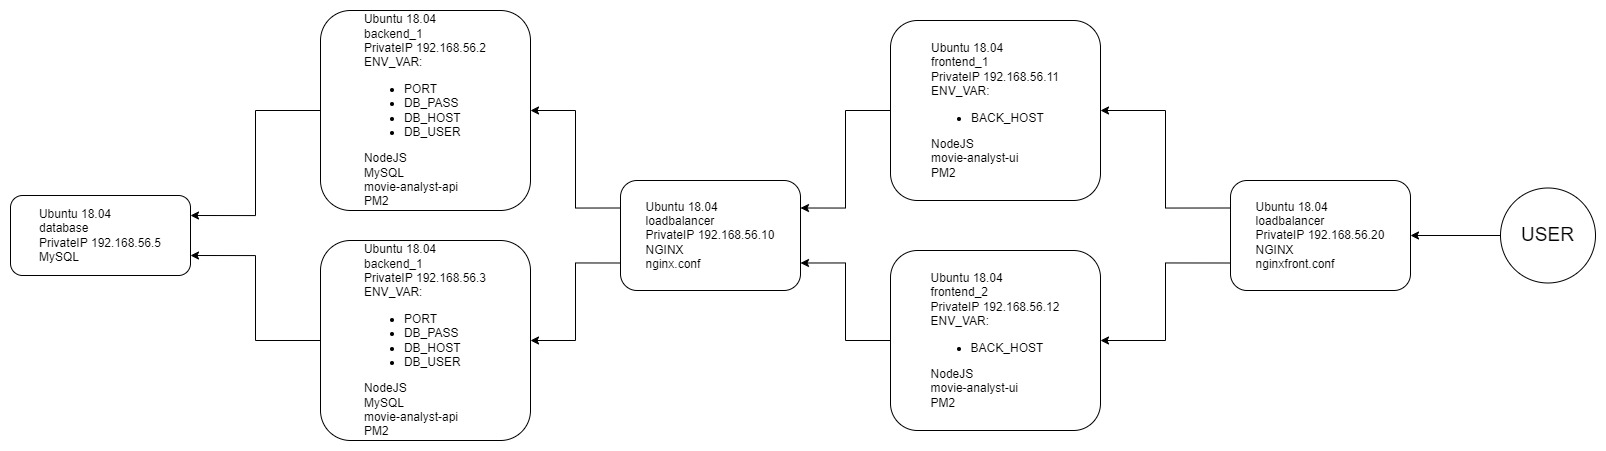 Ubuntu 18.04
database
PrivateIP 192.168.56.5
MySQL
Ubuntu 18.04
backend_1
PrivateIP 192.168.56.2
ENV_VAR:
• PORT
• DB_PASS
• DB_HOST
• DB_USER
NodeJS
MySQL
movie-analyst-api
PM2
Ubuntu 18.04
backend_1
PrivateIP 192.168.56.3
ENV_VAR:
• PORT
• DB_PASS
• DB_HOST
• DB_USER
NodeJS
MySQL
movie-analyst-api
PM2
Ubuntu 18.04
loadbalancer
PrivateIP 192.168.56.10
NGINX
nginx.conf
Ubuntu 18.04
frontend_1
PrivateIP 192.168.56.11
ENV_VAR:
• BACK_HOST
NodeJS
movie-analyst-ui
PM2
Ubuntu 18.04
frontend_2
PrivateIP 192.168.56.12
ENV_VAR:
• BACK_HOST
NodeJS
movie-analyst-ui
PM2
Ubuntu 18.04
loadbalancer
PrivateIP 192.168.56.20
NGINX
nginxfront.conf
USER